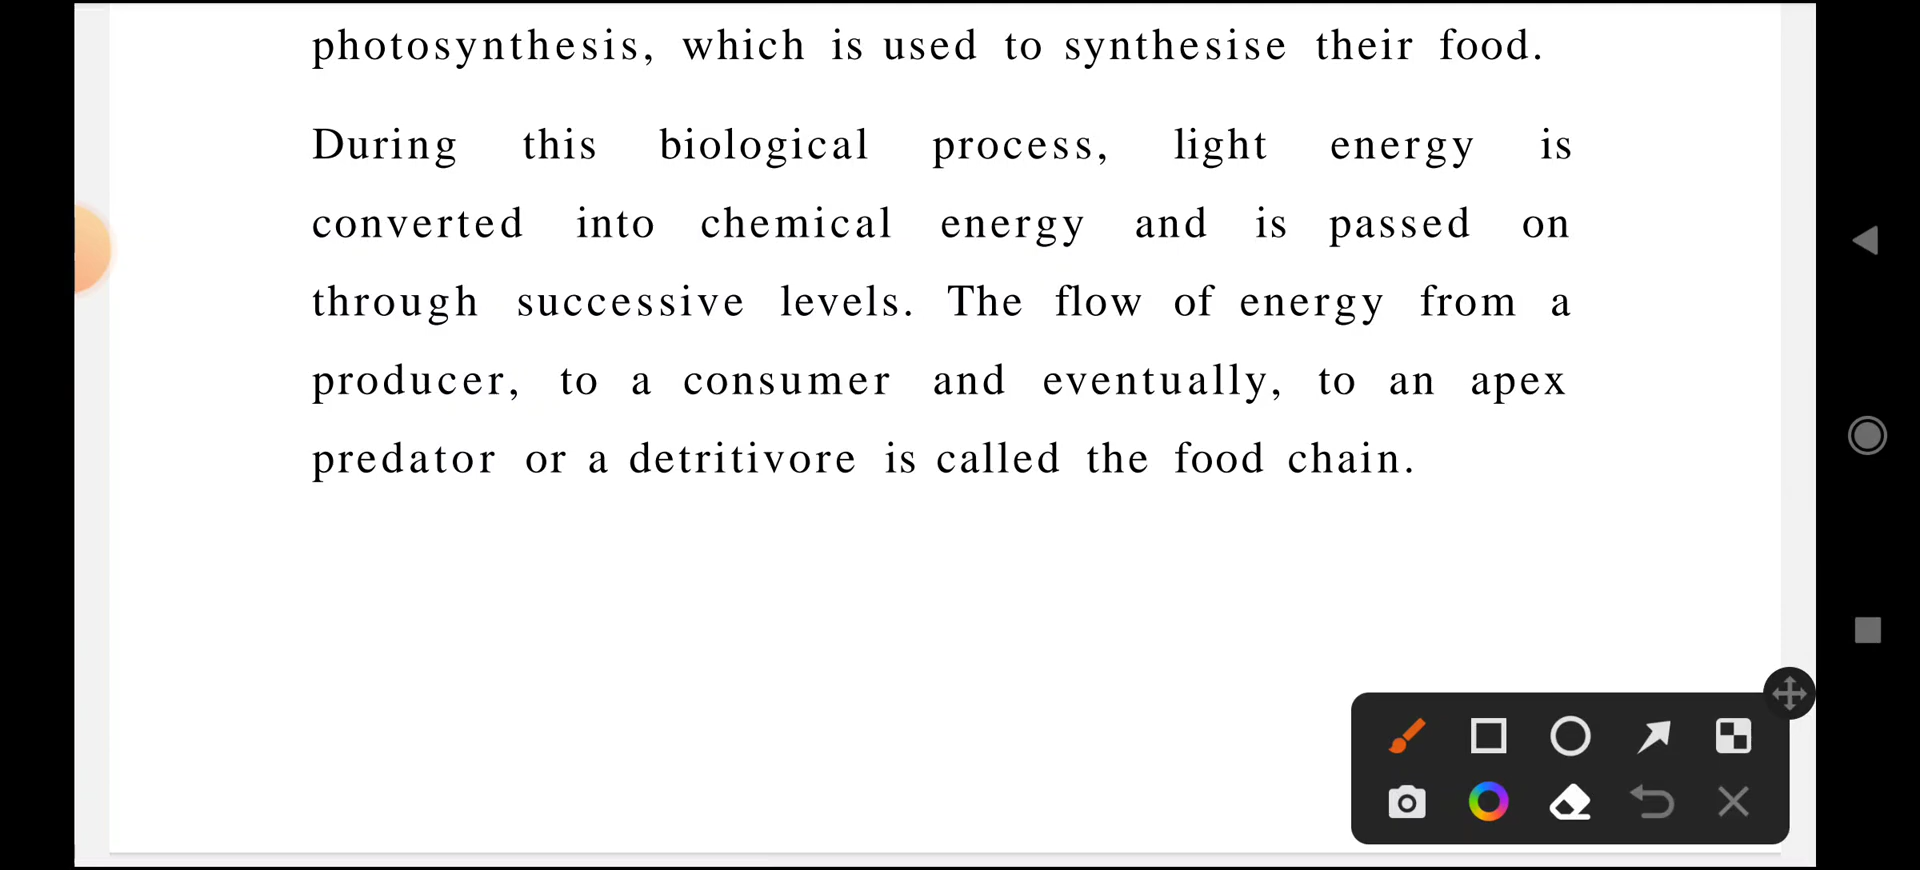 photosynthesis, which is used to synthesise their food.
During this biological process, light energy is
converted into chemical energy and is passed on
through successive levels. The flow of energy from a
producer, to a consumer and eventually, to an apex
predator or a detritivore is called the food chain.